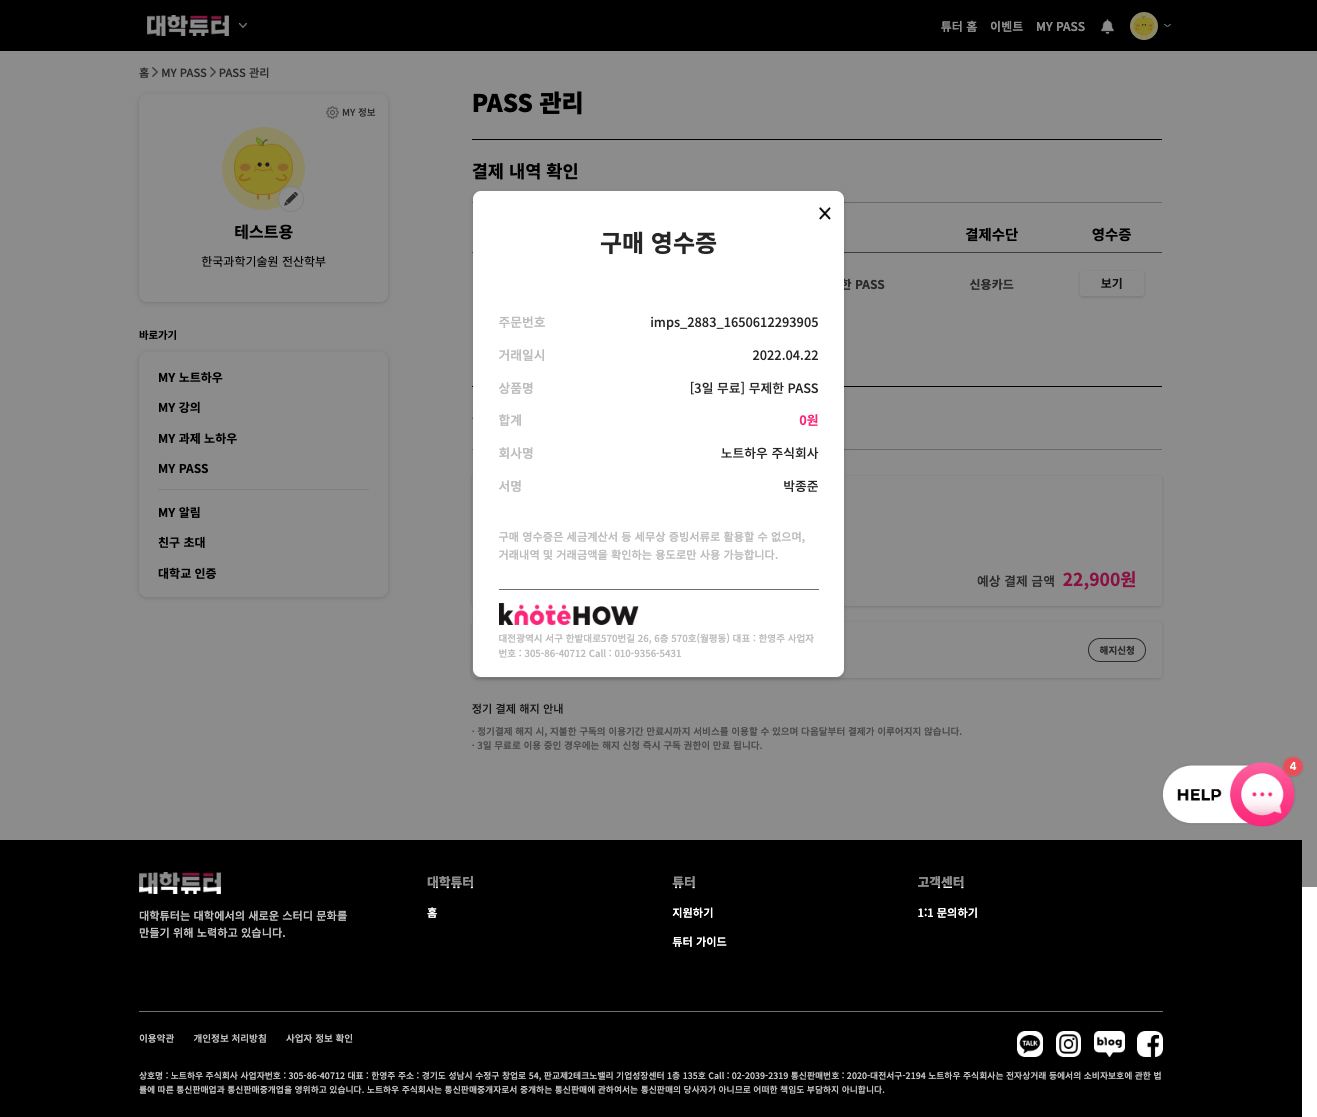 대학튜터
튜터 홈 이벤트 MY PASS
홈 > MY PASS > PASS 관리
MY 정보
테스트용
한국과학기술원 전산학부
바로가기
MY 노트하우
MY 강의
MY 과제 노하우
MY PASS
MY 알림
친구 초대
대학교 인증
PASS 관리
결제 내역 확인
결제수단 영수증
한 PASS 신용카드 보기
구매 영수증
주문번호 imps_2883_1650612293905
거래일시 2022.04.22
상품명 [3일 무료] 무제한 PASS
합계 0원
회사명 노트하우 주식회사
서명 박종준
구매 영수증은 세금계산서 등 세무상 증빙서류로 활용할 수 없으며,
거래내역 및 거래금액을 확인하는 용도로만 사용 가능합니다.
knoteHOW
대전광역시 서구 한밭대로570번길 26, 6층 570호(월평동) 대표 : 한영주 사업자
번호 : 305-86-40712 Call : 010-9356-5431
예상 결제 금액 22,900원
해지신청
정기 결제 해지 안내
· 정기결제 해지 시, 지불한 구독의 이용기간 만료시까지 서비스를 이용할 수 있으며 다음달부터 결제가 이루어지지 않습니다.
· 3일 무료로 이용 중인 경우에는 해지 신청 즉시 구독 권한이 만료 됩니다.
HELP 4
대학튜터
대학튜터는 대학에서의 새로운 스터디 문화를
만들기 위해 노력하고 있습니다.
대학튜터
홈
튜터
지원하기
튜터 가이드
고객센터
1:1 문의하기
이용약관 개인정보 처리방침 사업자 정보 확인
TALK blog
상호명 : 노트하우 주식회사 사업자번호 : 305-86-40712 대표 : 한영주 주소 : 경기도 성남시 수정구 창업로 54, 판교제2테크노밸리 기업성장센터 1층 135호 Call : 02-2039-2319 통신판매번호 : 2020-대전서구-2194 노트하우 주식회사는 전자상거래 등에서의 소비자보호에 관한 법
률에 따른 통신판매업과 통신판매중개업을 영위하고 있습니다. 노트하우 주식회사는 통신판매중개자로서 중개하는 통신판매에 관하여서는 통신판매의 당사자가 아니므로 어떠한 책임도 부담하지 아니합니다.